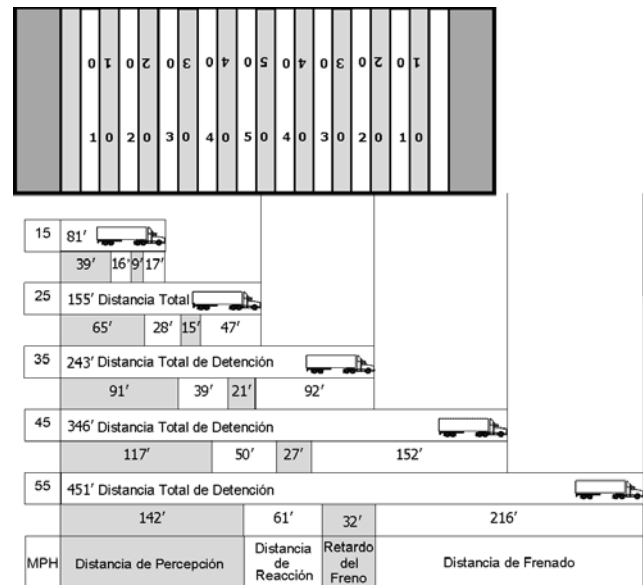 0 1 0 2 0 3 0 4 0 5 0 4 0 3 0 2 0 1
1 0 2 0 3 0 4 0 5 0 4 0 3 0 2 0 1 0
15 81'
39' 16' 9' 17'
25 155' Distancia Total
65' 28' 15' 47'
35 243' Distancia Total de Detención
91' 39' 21' 92'
45 346' Distancia Total de Detención
117' 50' 27' 152'
55 451' Distancia Total de Detención
142' 61' 32' 216'
MPH
Distancia de Percepción
Distancia
de
Reacción
Retardo
del
Freno
Distancia de Frenado